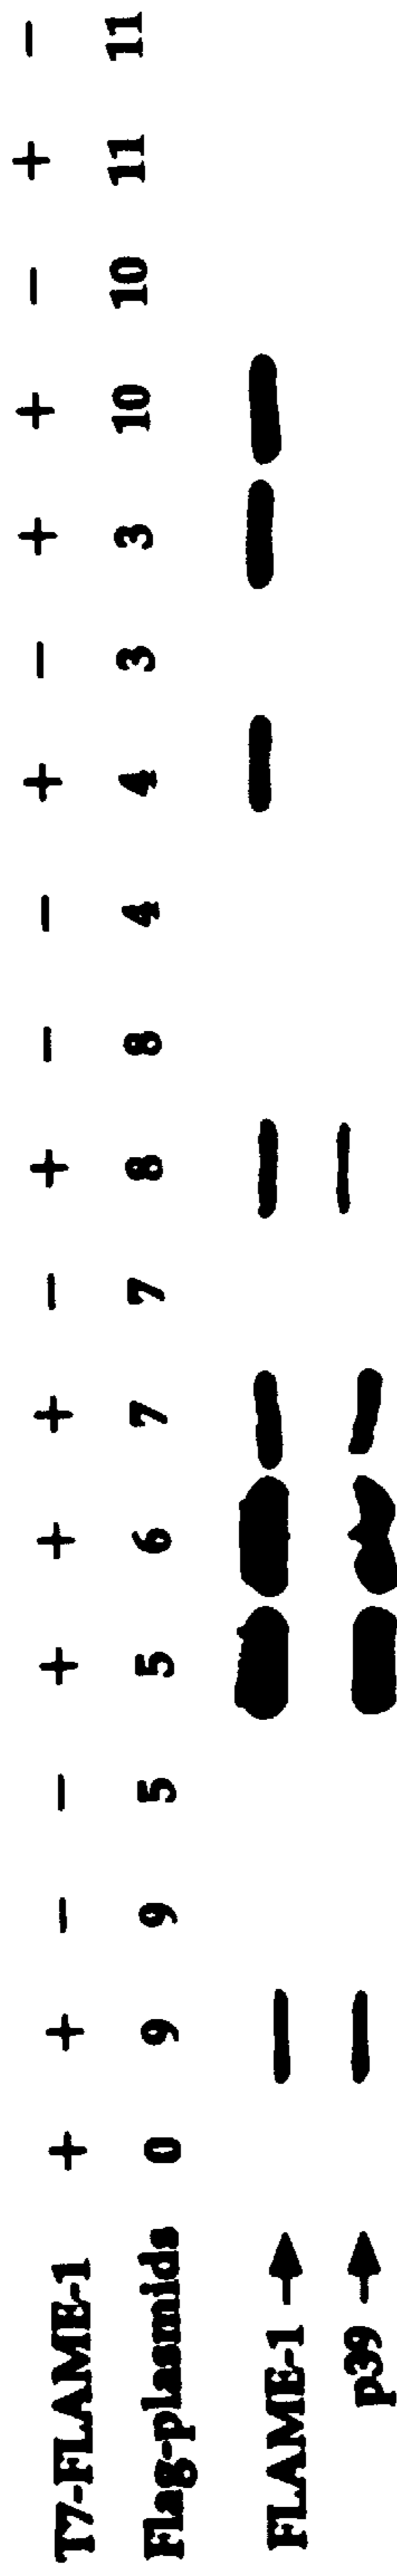 T7-FLAME-1 + + − − + + + − + − − + − + + − + −
Flag-plasmids 0 9 9 5 5 6 7 7 8 8 4 4 3 3 10 10 11 11
FLAME-1 →
p39 →